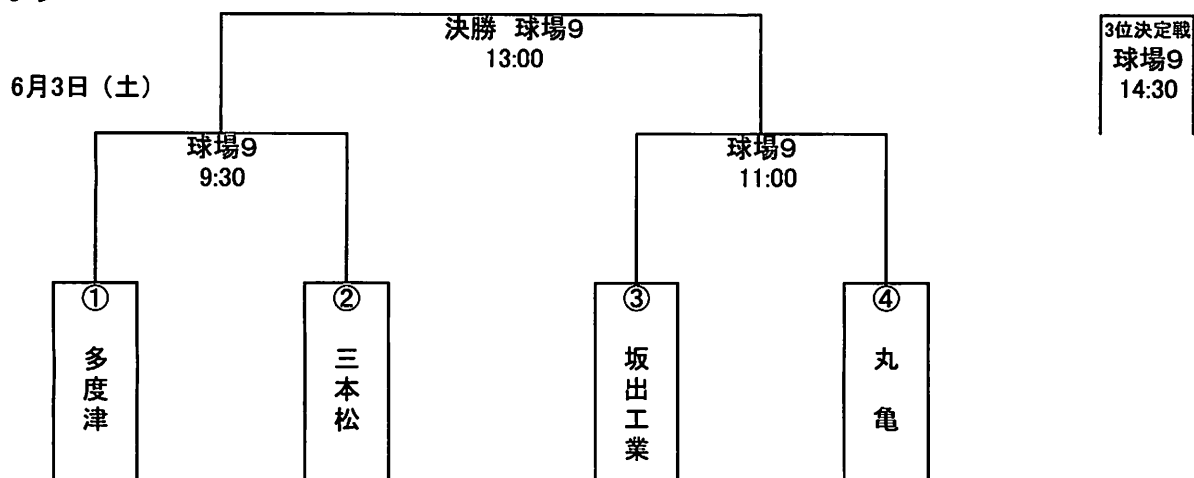 決勝 球場9
13:00
3位決定戦
球場9
14:30
6月3日（土）
球場9
9:30
球場9
11:00
①
多度津
②
三本松
③
坂出工業
④
丸亀